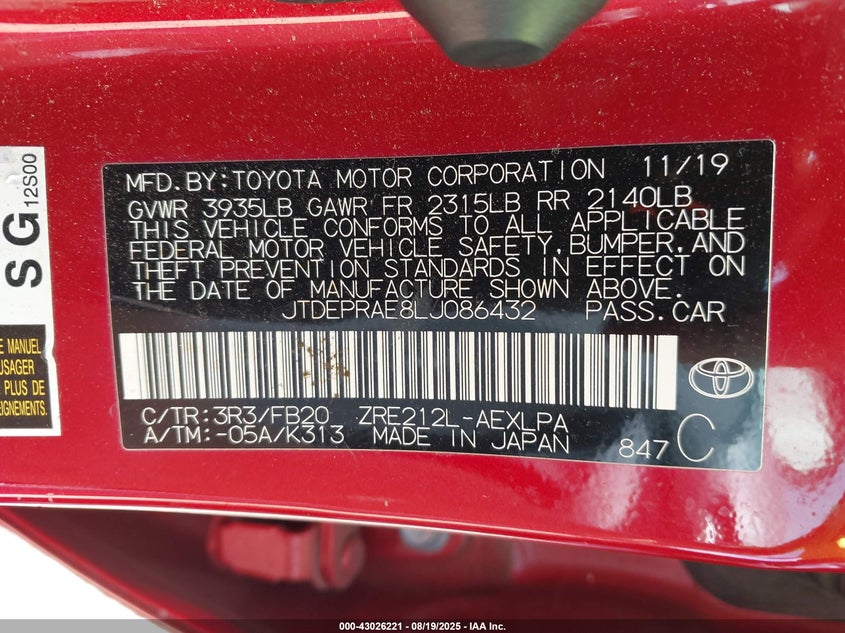 MFD.BY:TOYOTA MOTOR CORPORATION 11/19
GVWR 3935LB GAWR FR 2315LB RR 2140LB
THIS VEHICLE CONFORMS TO ALL APPLICABLE
FEDERAL MOTOR VEHICLE SAFETY, BUMPER, AND
THEFT PREVENTION STANDARDS IN EFFECT ON
THE DATE OF MANUFACTURE SHOWN ABOVE.
JTDEPRAE8LJ086432 PASS.CAR
C/TR:3R3/FB20 ZRE212L-AEXLPA
A/TM:-05A/K313 MADE IN JAPAN 847 C
SG
12S00
MANUEL
USAGER
PLUS DE
IGNES.
000-43026221 - 08/19/2025 - IAA Inc.